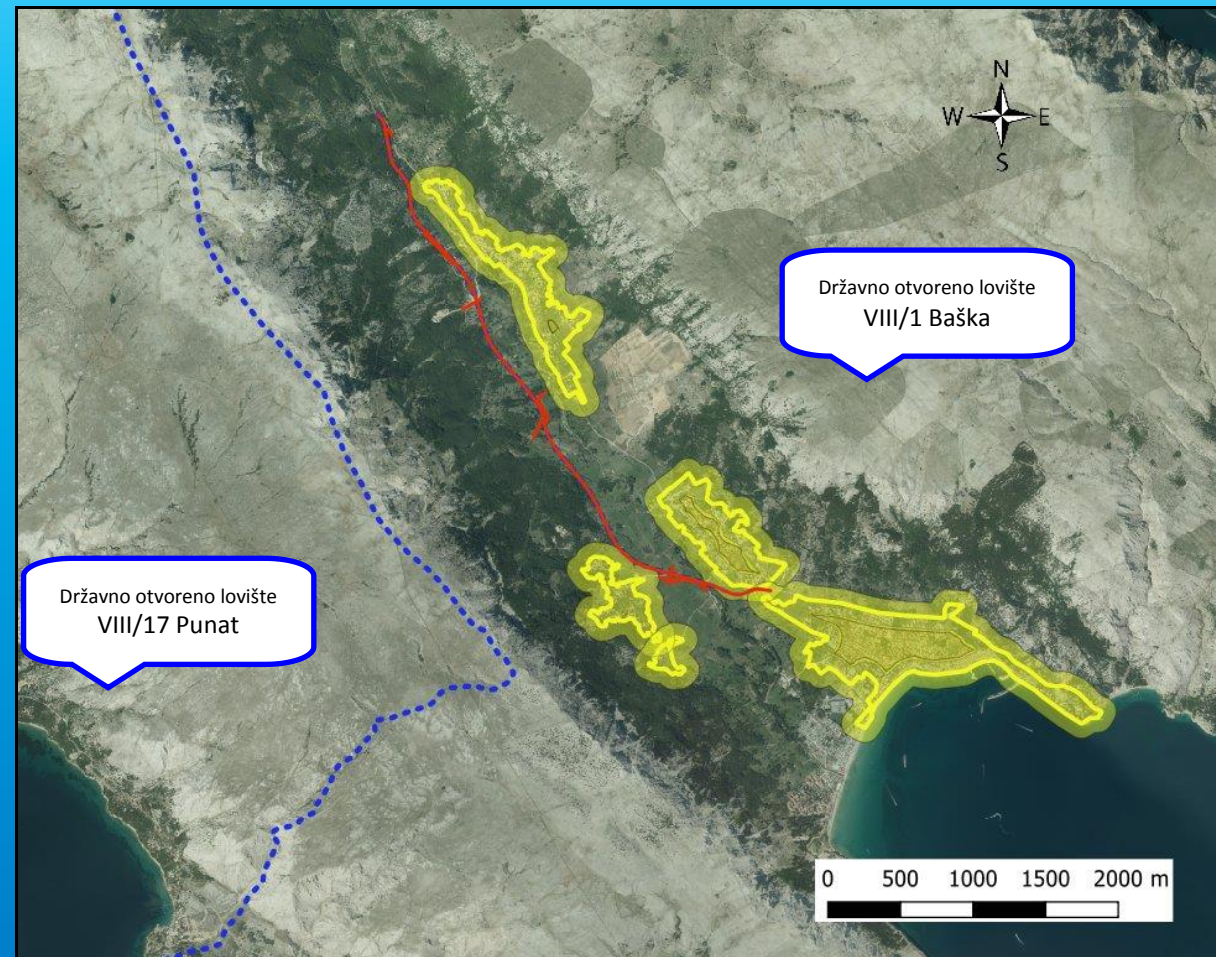 N
W E
S
Državno otvoreno lovište
VIII/1 Baška
Državno otvoreno lovište
VIII/17 Punat
0 500 1000 1500 2000 m